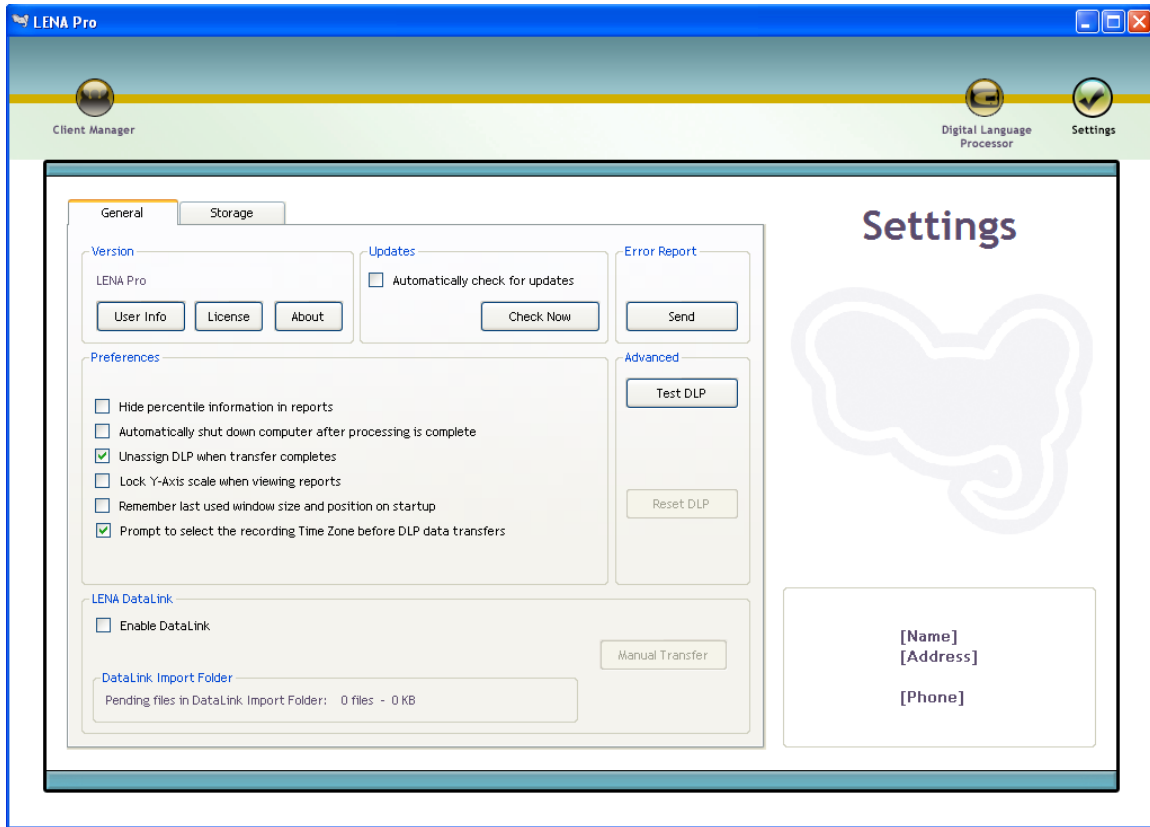 LENA Pro
Client Manager
Digital Language
Processor
Settings
Settings
General
Storage
Version
LENA Pro
User Info
License
About
Updates
Automatically check for updates
Check Now
Error Report
Send
Preferences
Hide percentile information in reports
Automatically shut down computer after processing is complete
Unassign DLP when transfer completes
Lock Y-Axis scale when viewing reports
Remember last used window size and position on startup
Prompt to select the recording Time Zone before DLP data transfers
Advanced
Test DLP
Reset DLP
LENA DataLink
Enable DataLink
Manual Transfer
DataLink Import Folder
Pending files in DataLink Import Folder: 0 files - 0 KB
[Name]
[Address]
[Phone]